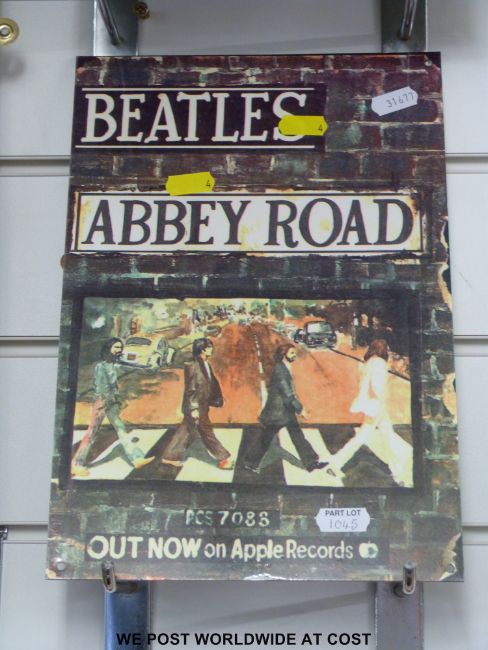 BEATLES
4
31677
4
ABBEY ROAD
PCS 7088
PART LOT
1045
OUT NOW on Apple Records
WE POST WORLDWIDE AT COST